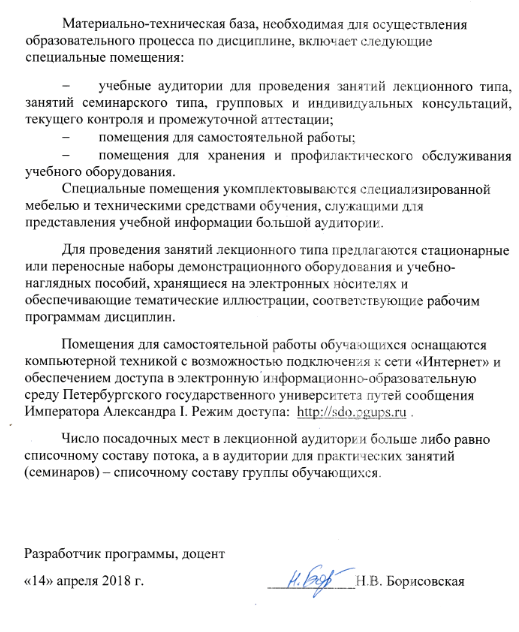 Материально-техническая база, необходимая для осуществления
образовательного процесса по дисциплине, включает следующие
специальные помещения:
– учебные аудитории для проведения занятий лекционного типа,
занятий семинарского типа, групповых и индивидуальных консультаций,
текущего контроля и промежуточной аттестации;
– помещения для самостоятельной работы;
– помещения для хранения и профилактического обслуживания
учебного оборудования.
Специальные помещения укомплектовываются специализированной
мебелью и техническими средствами обучения, служащими для
представления учебной информации большой аудитории.
Для проведения занятий лекционного типа предлагаются стационарные
или переносные наборы демонстрационного оборудования и учебно-
наглядных пособий, хранящиеся на электронных носителях и
обеспечивающие тематические иллюстрации, соответствующие рабочим
программам дисциплин.
Помещения для самостоятельной работы обучающихся оснащаются
компьютерной техникой с возможностью подключения к сети «Интернет» и
обеспечением доступа в электронную информационно-образовательную
среду Петербургского государственного университета путей сообщения
Императора Александра I. Режим доступа: http://sdo.pgups.ru .
Число посадочных мест в лекционной аудитории больше либо равно
списочному составу потока, а в аудитории для практических занятий
(семинаров) – списочному составу группы обучающихся.
Разработчик программы, доцент
«14» апреля 2018 г. Н.В. Борисовская